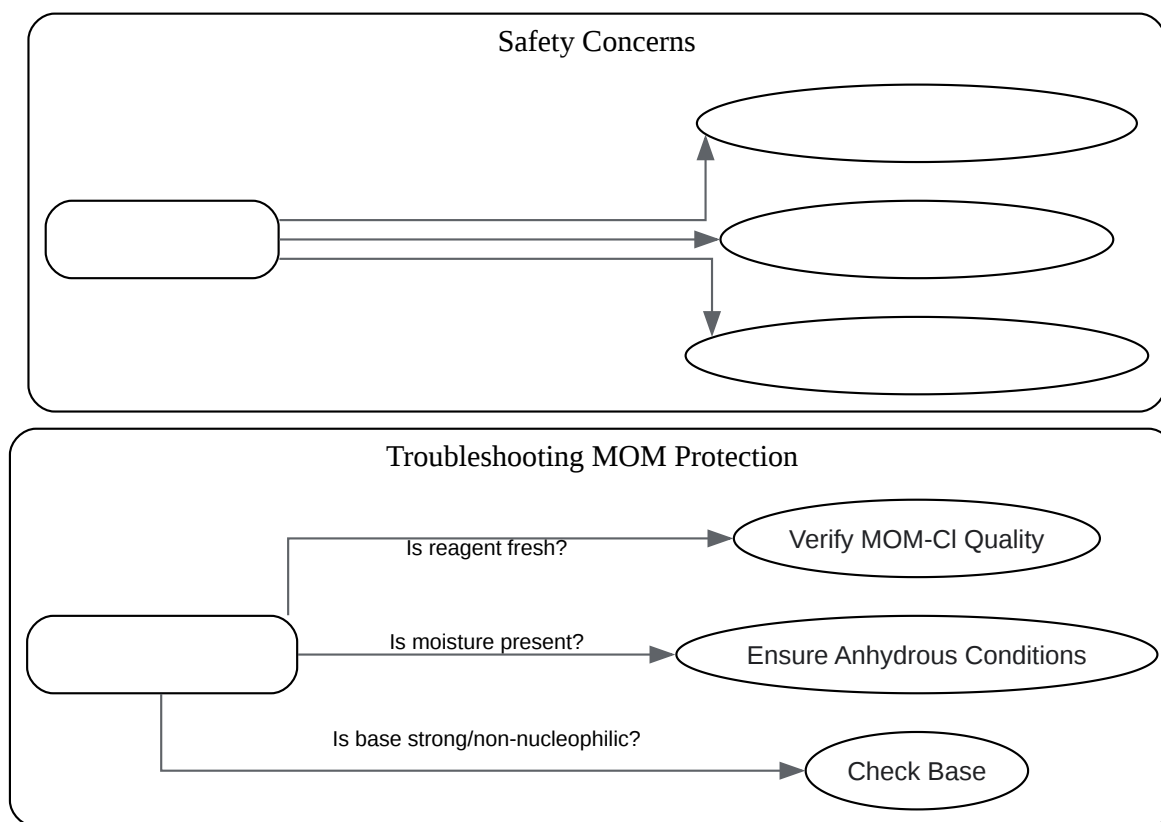 Safety Concerns
Troubleshooting MOM Protection
Is reagent fresh?
Verify MOM-Cl Quality
Is moisture present?
Ensure Anhydrous Conditions
Is base strong/non-nucleophilic?
Check Base